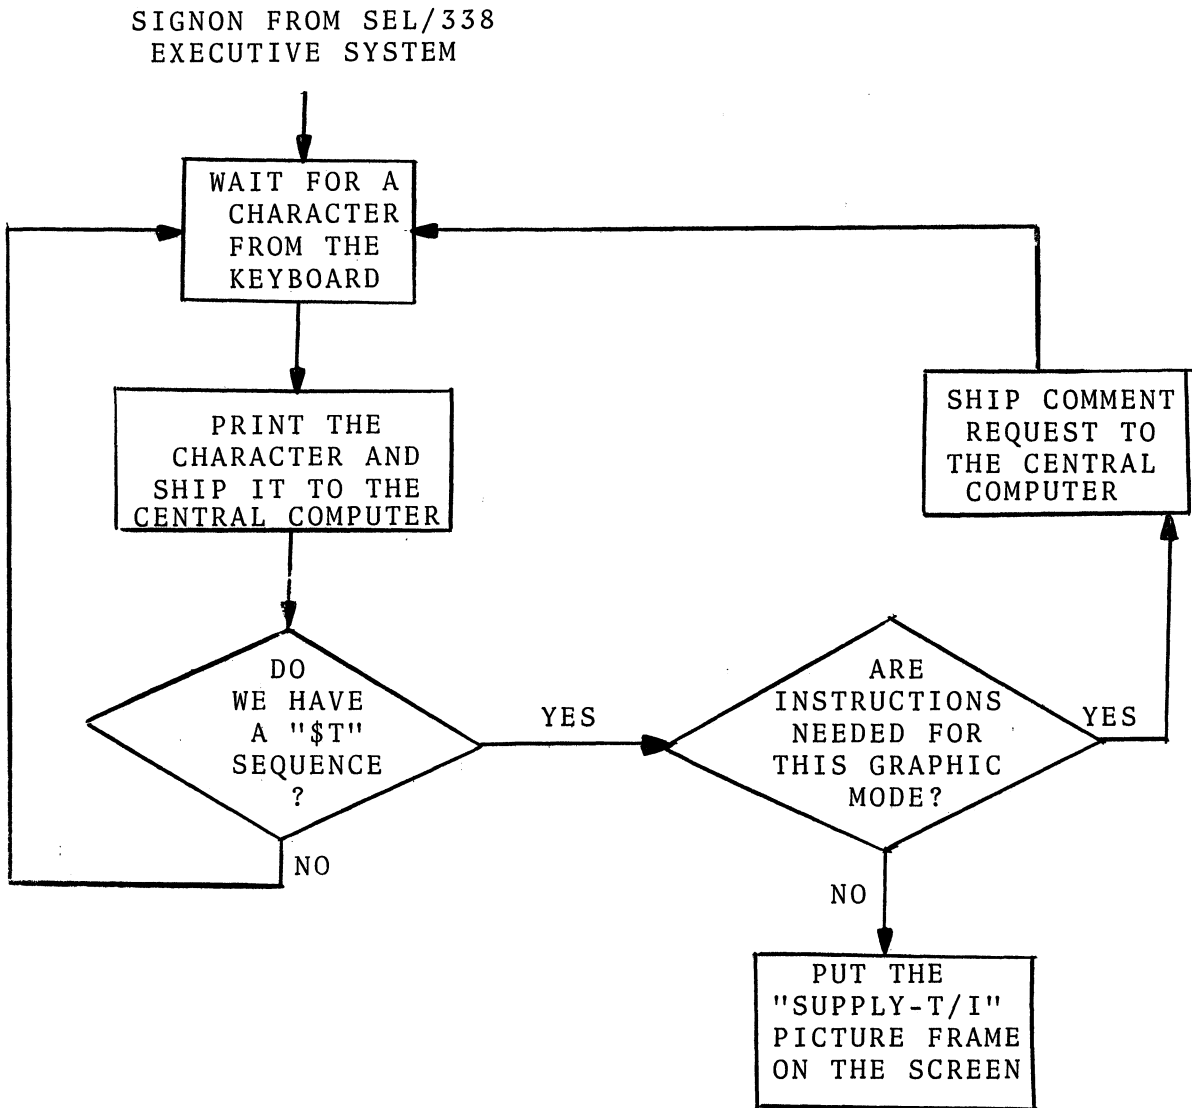 SIGNON FROM SEL/338
EXECUTIVE SYSTEM
WAIT FOR A
CHARACTER
FROM THE
KEYBOARD
PRINT THE
CHARACTER AND
SHIP IT TO THE
CENTRAL COMPUTER
SHIP COMMENT
REQUEST TO
THE CENTRAL
COMPUTER
DO
WE HAVE
A "$T"
SEQUENCE
?
YES
NO
ARE
INSTRUCTIONS
NEEDED FOR
THIS GRAPHIC
MODE?
YES
NO
PUT THE
"SUPPLY-T/I"
PICTURE FRAME
ON THE SCREEN